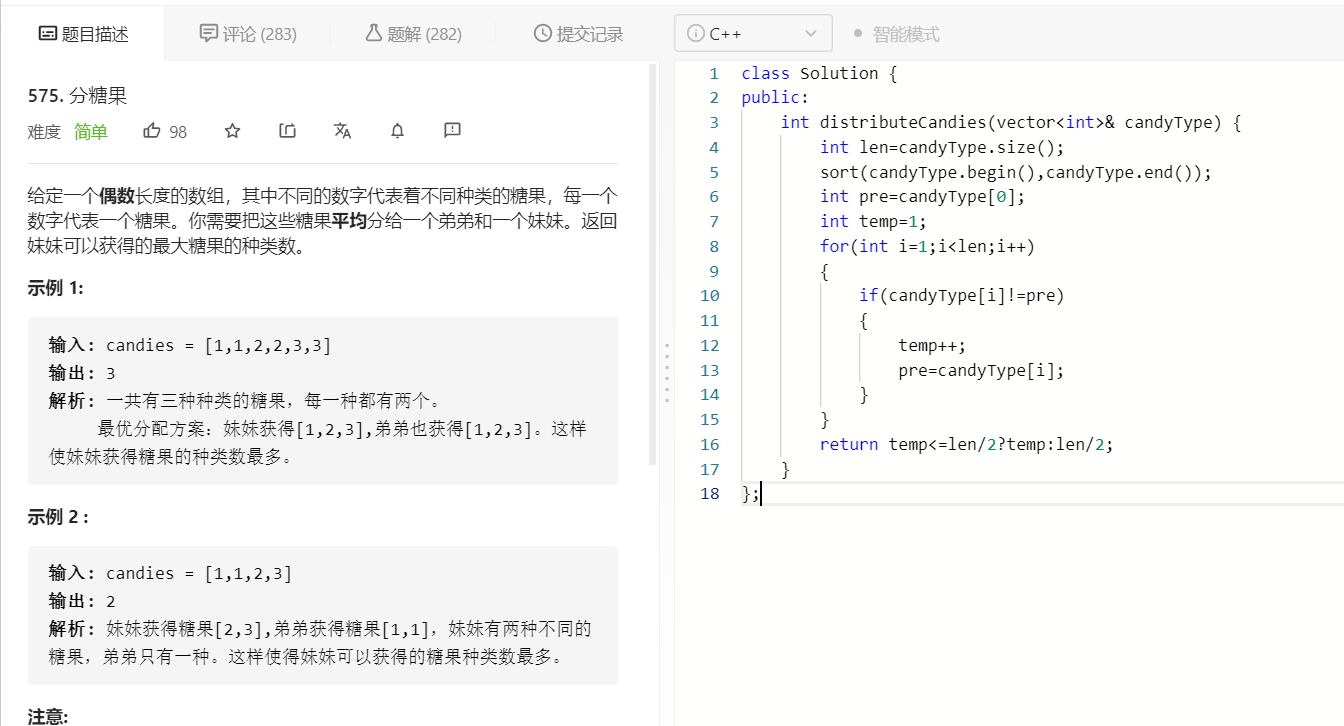 题目描述
评论 (283)
题解 (282)
提交记录
C++
智能模式
575. 分糖果
难度 简单 98
给定一个偶数长度的数组，其中不同的数字代表着不同种类的糖果，每一个
数字代表一个糖果。你需要把这些糖果平均分给一个弟弟和一个妹妹。返回
妹妹可以获得的最大糖果的种类数。
示例 1:
输入: candies = [1,1,2,2,3,3]
输出: 3
解析: 一共有三种种类的糖果，每一种都有两个。
最优分配方案：妹妹获得[1,2,3],弟弟也获得[1,2,3]。这样
使妹妹获得糖果的种类数最多。
示例 2 :
输入: candies = [1,1,2,3]
输出: 2
解析: 妹妹获得糖果[2,3],弟弟获得糖果[1,1]，妹妹有两种不同的
糖果，弟弟只有一种。这样使得妹妹可以获得的糖果种类数最多。
注意:
1 class Solution {
2 public:
3 int distributeCandies(vector<int>& candyType) {
4 int len=candyType.size();
5 sort(candyType.begin(),candyType.end());
6 int pre=candyType[0];
7 int temp=1;
8 for(int i=1;i<len;i++)
9 {
10 if(candyType[i]!=pre)
11 {
12 temp++;
13 pre=candyType[i];
14 }
15 }
16 return temp<=len/2?temp:len/2;
17 }
18 };